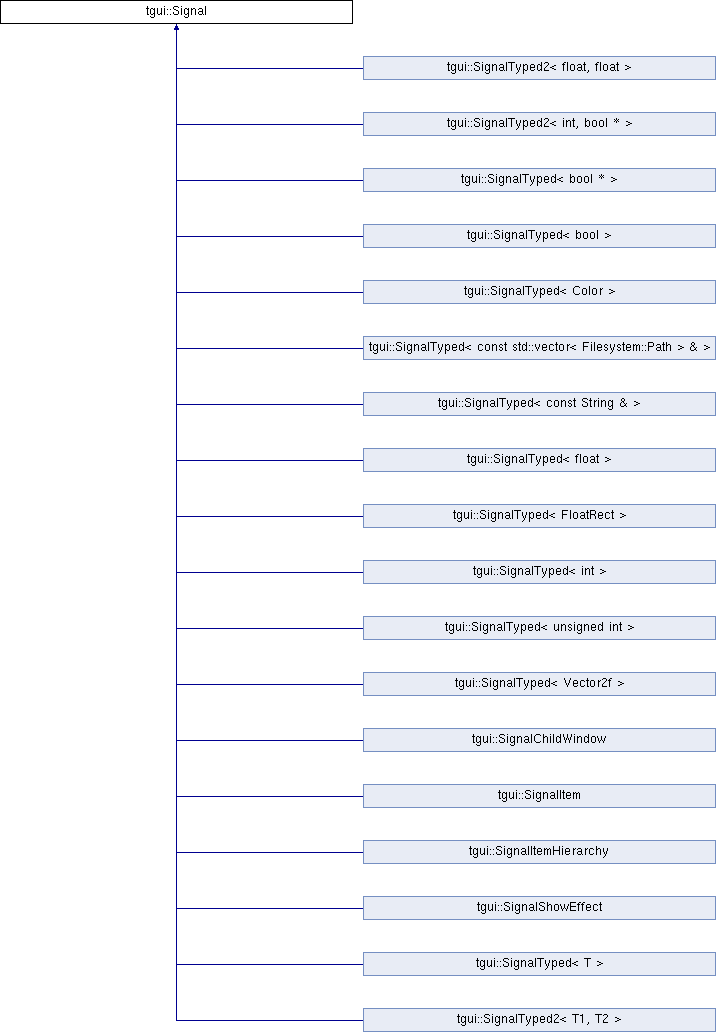 tgui::Signal
tgui::SignalTyped2< float, float >
tgui::SignalTyped2< int, bool * >
tgui::SignalTyped< bool * >
tgui::SignalTyped< bool >
tgui::SignalTyped< Color >
tgui::SignalTyped< const std::vector< Filesystem::Path > & >
tgui::SignalTyped< const String & >
tgui::SignalTyped< float >
tgui::SignalTyped< FloatRect >
tgui::SignalTyped< int >
tgui::SignalTyped< unsigned int >
tgui::SignalTyped< Vector2f >
tgui::SignalChildWindow
tgui::SignalItem
tgui::SignalItemHierarchy
tgui::SignalShowEffect
tgui::SignalTyped< T >
tgui::SignalTyped2< T1, T2 >